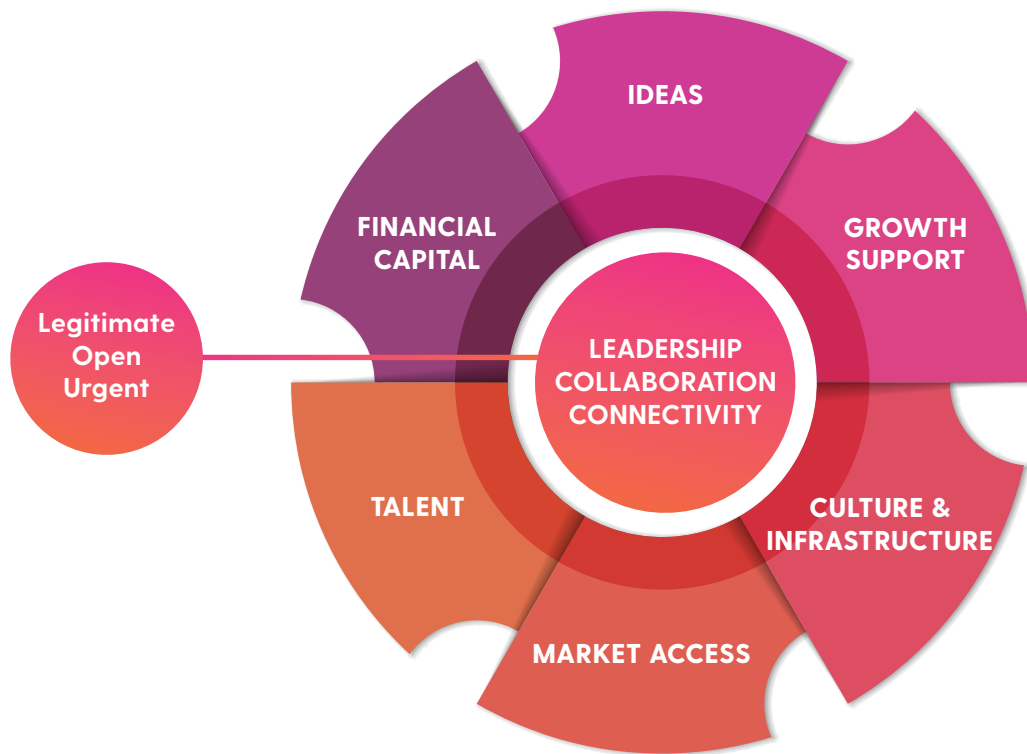 IDEAS
GROWTH
SUPPORT
CULTURE &
INFRASTRUCTURE
MARKET ACCESS
TALENT
FINANCIAL
CAPITAL
Legitimate
Open
Urgent
LEADERSHIP
COLLABORATION
CONNECTIVITY